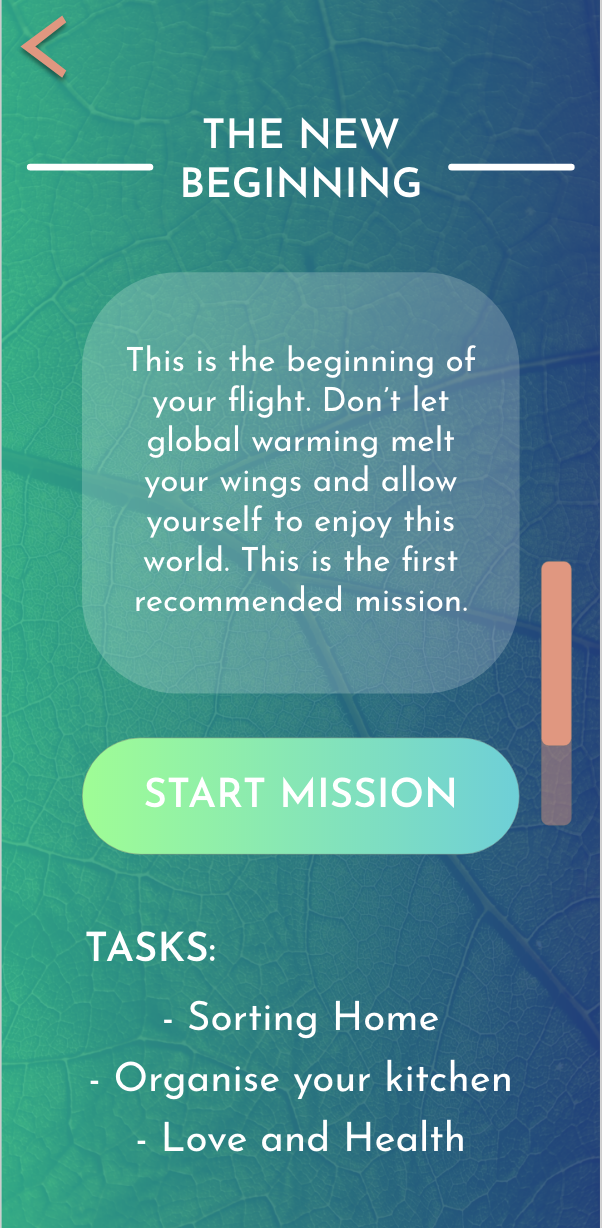 THE NEW
BEGINNING
This is the beginning of
your flight. Don’t let
global warming melt
your wings and allow
yourself to enjoy this
world. This is the first
recommended mission.
START MISSION
TASKS:
- Sorting Home
- Organise your kitchen
- Love and Health